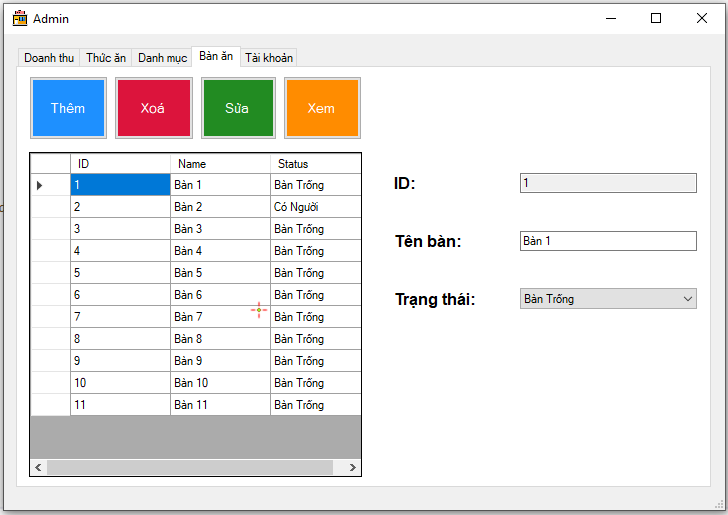 Admin
Doanh thu Thức ăn Danh mục Bàn ăn Tài khoản
Thêm Xoá Sửa Xem
ID Name Status
1 Bàn 1 Bàn Trống
2 Bàn 2 Có Người
3 Bàn 3 Bàn Trống
4 Bàn 4 Bàn Trống
5 Bàn 5 Bàn Trống
6 Bàn 6 Bàn Trống
7 Bàn 7 Bàn Trống
8 Bàn 8 Bàn Trống
9 Bàn 9 Bàn Trống
10 Bàn 10 Bàn Trống
11 Bàn 11 Bàn Trống
ID: 1
Tên bàn: Bàn 1
Trạng thái: Bàn Trống